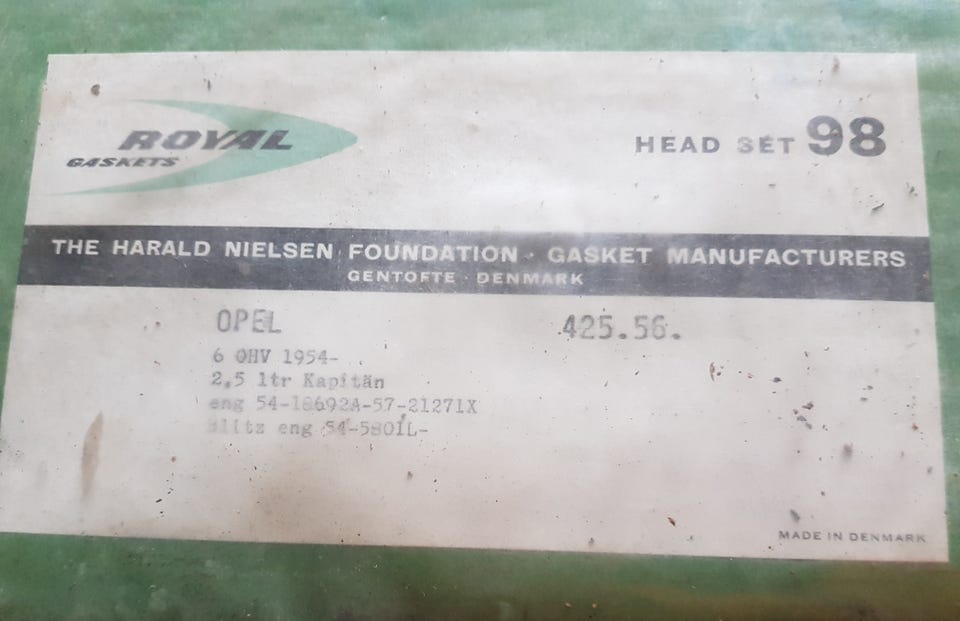 ROYAL
GASKETS
HEAD SET 98
THE HARALD NIELSEN FOUNDATION · GASKET MANUFACTURERS
GENTOFTE · DENMARK
OPEL 425.56.
6 OHV 1954-
2,5 ltr Kapitän
eng 54-18692A-57-21271X
Blitz eng 54-5801L-
MADE IN DENMARK